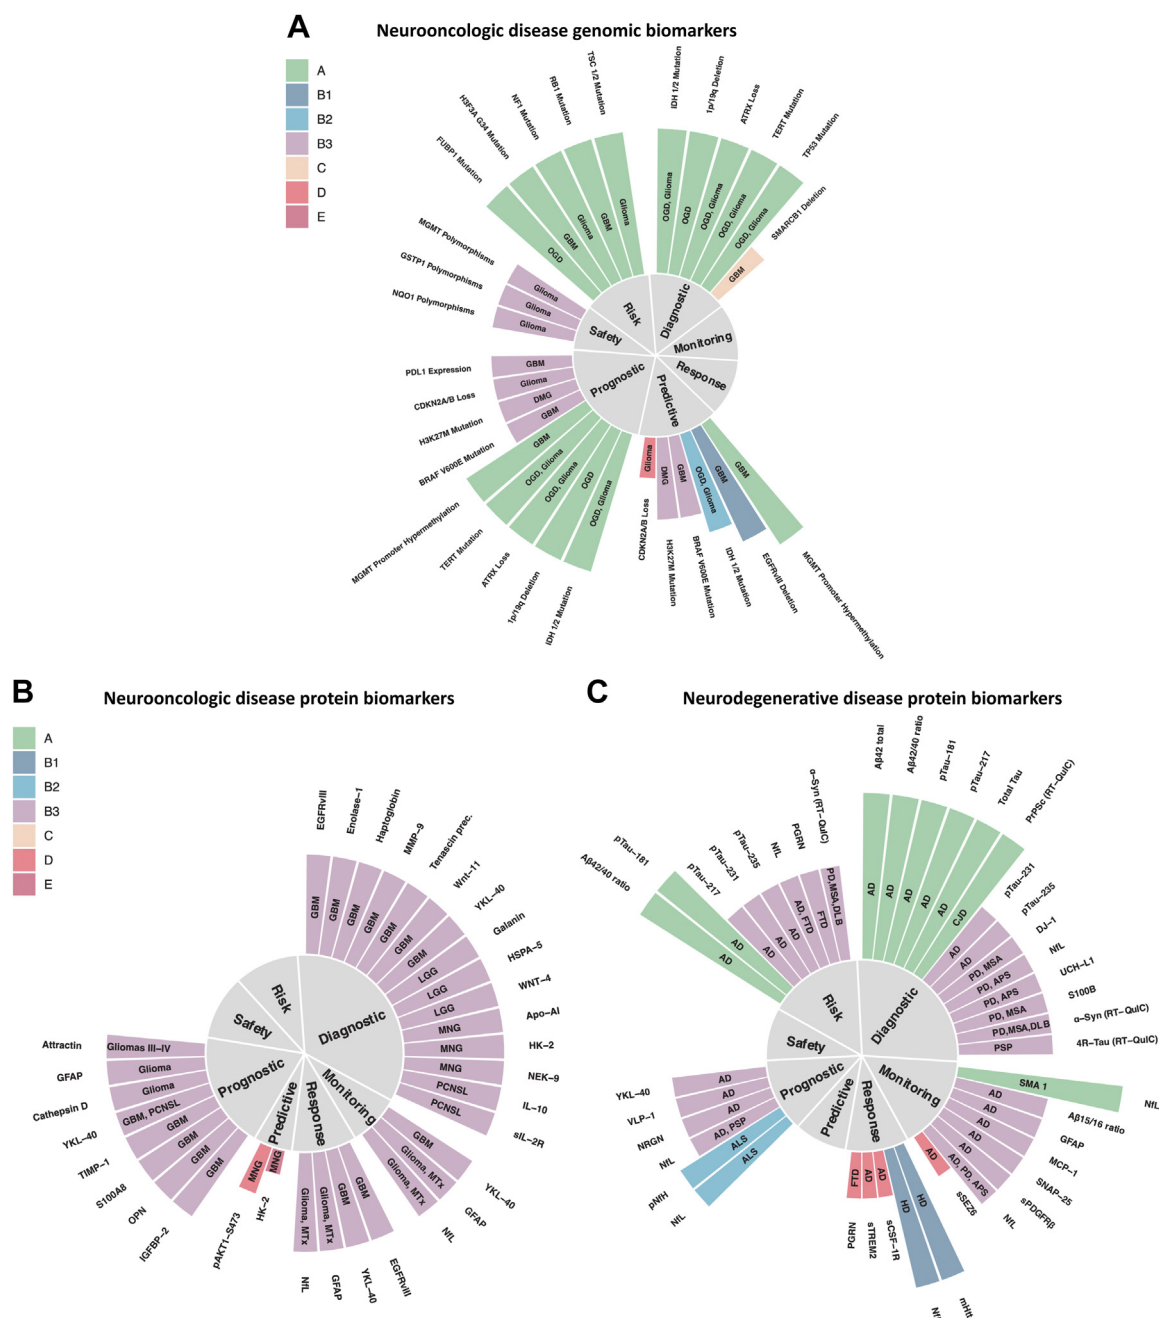 A
Neurooncologic disease genomic biomarkers
A
B1
B2
B3
C
D
E
IDH 1/2 Mutation
1p/19q Deletion
ATRX Loss
TERT Mutation
TP53 Mutation
SMARCB1 Deletion
OGD, Glioma
OGD
OGD, Glioma
OGD, Glioma
OGD, Glioma
GBM
TSC 1/2 Mutation
RB1 Mutation
NF1 Mutation
H3F3A G34 Mutation
FUBP1 Mutation
Glioma
GBM
Glioma
GBM
OGD
MGMT Polymorphisms
GSTP1 Polymorphisms
NQO1 Polymorphisms
Glioma
Glioma
Glioma
PDL1 Expression
CDKN2A/B Loss
H3K27M Mutation
BRAF V600E Mutation
MGMT Promoter Hypermethylation
TERT Mutation
ATRX Loss
1p/19q Deletion
IDH 1/2 Mutation
GBM
Glioma
DMG
GBM
GBM
OGD, Glioma
OGD, Glioma
OGD
OGD, Glioma
CDKN2A/B Loss
H3K27M Mutation
BRAF V600E Mutation
IDH 1/2 Mutation
EGFRvIII Deletion
MGMT Promoter Hypermethylation
Glioma
DMG
GBM
OGD, Glioma
GBM
GBM
Risk
Diagnostic
Safety
Monitoring
Response
Prognostic
Predictive
B
Neurooncologic disease protein biomarkers
A
B1
B2
B3
C
D
E
EGFRvIII
Enolase-1
Haptoglobin
MMP-9
Tenascin prec.
Wnt-11
YKL-40
Galanin
HSPA-5
WNT-4
Apo-AI
HK-2
NEK-9
IL-10
sIL-2R
GBM
GBM
GBM
GBM
GBM
GBM
GBM
LGG
LGG
LGG
MNG
MNG
MNG
PCNSL
PCNSL
YKL-40
GFAP
NfL
GBM
Glioma, MTx
Glioma, MTx
EGFRvIII
YKL-40
GFAP
NfL
GBM
GBM
Glioma, MTx
Glioma, MTx
HK-2
pAKT1-S473
MNG
MNG
Attractin
GFAP
Cathepsin D
YKL-40
TIMP-1
S100A8
OPN
IGFBP-2
Gliomas III-IV
Glioma
Glioma
GBM, PCNSL
GBM
GBM
GBM
GBM
Risk
Diagnostic
Safety
Prognostic
Predictive
Response
Monitoring
C
Neurodegenerative disease protein biomarkers
Aβ42 total
Aβ42/40 ratio
pTau-181
pTau-217
Total Tau
PrPSc (RT-QuIC)
pTau-231
pTau-235
DJ-1
NfL
UCH-L1
S100B
α-Syn (RT-QuIC)
4R-Tau (RT-QuIC)
AD
AD
AD
AD
AD
CJD
AD
AD
PD, MSA
PD, APS
PD, APS
PD, MSA
PD,MSA,DLB
PSP
NfL
Aβ15/16 ratio
GFAP
MCP-1
SNAP-25
sPDGFRβ
NfL
sSEZ6
SMA 1
AD
AD
AD
AD
AD
AD, PD, APS
AD
mHtt
sCSF-1R
sTREM2
PGRN
HD
HD
AD
AD
FTD
YKL-40
VLP-1
NRGN
NfL
pNfH
NfL
AD
AD
AD
AD, PSP
ALS
ALS
Aβ42/40 ratio
pTau-181
pTau-217
pTau-231
pTau-235
NfL
PGRN
α-Syn (RT-QuIC)
AD
AD
AD
AD
AD
AD, FTD
FTD
PD,MSA,DLB
Risk
Diagnostic
Safety
Monitoring
Prognostic
Predictive
Response